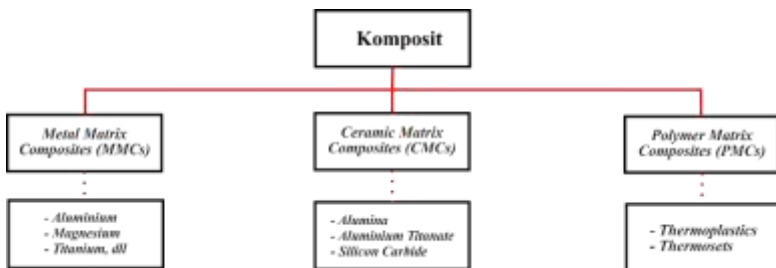 Komposit
Metal Matrix
Composites (MMCs)
Ceramic Matrix
Composites (CMCs)
Polymer Matrix
Composites (PMCs)
- Aluminium
- Magnesium
- Titanium, dll
- Alumina
- Aluminium Titanate
- Silicon Carbide
- Thermoplastics
- Thermosets